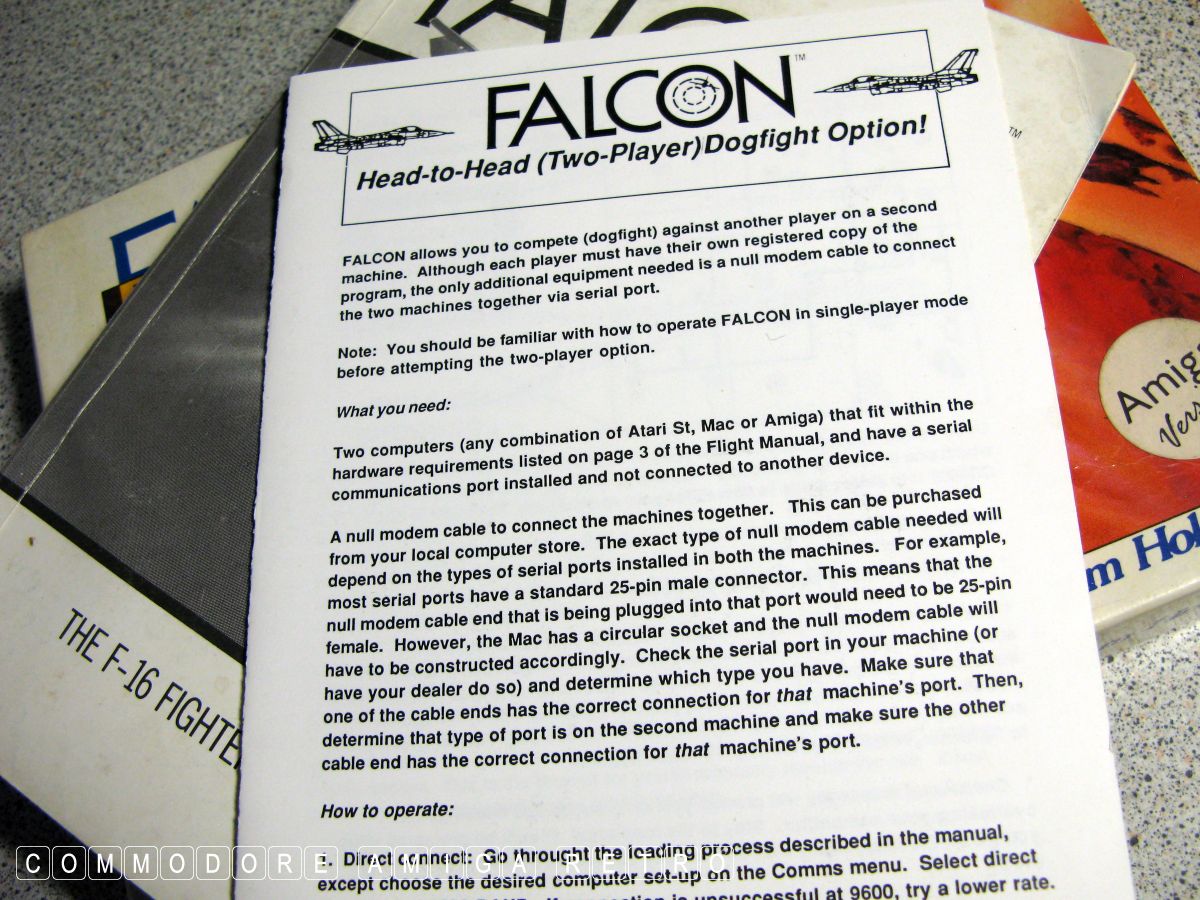 FALCON™
Head-to-Head (Two-Player)Dogfight Option!
FALCON allows you to compete (dogfight) against another player on a second
machine. Although each player must have their own registered copy of the
program, the only additional equipment needed is a null modem cable to connect
the two machines together via serial port.
Note: You should be familiar with how to operate FALCON in single-player mode
before attempting the two-player option.
What you need:
Two computers (any combination of Atari St, Mac or Amiga) that fit within the
hardware requirements listed on page 3 of the Flight Manual, and have a serial
communications port installed and not connected to another device.
A null modem cable to connect the machines together. This can be purchased
from your local computer store. The exact type of null modem cable needed will
depend on the types of serial ports installed in both the machines. For example,
most serial ports have a standard 25-pin male connector. This means that the
null modem cable end that is being plugged into that port would need to be 25-pin
female. However, the Mac has a circular socket and the null modem cable will
have to be constructed accordingly. Check the serial port in your machine (or
have your dealer do so) and determine which type you have. Make sure that
one of the cable ends has the correct connection for that machine's port. Then,
determine that type of port is on the second machine and make sure the other
cable end has the correct connection for that machine's port.
How to operate:
1. Direct connect: Go throught the loading process described in the manual,
except choose the desired computer set-up on the Comms menu. Select direct
is unsuccessful at 9600, try a lower rate.
THE F-16 FIGHTE
TM
Amig
Vers
m Hol
COMMODORE AMIGA RETRO